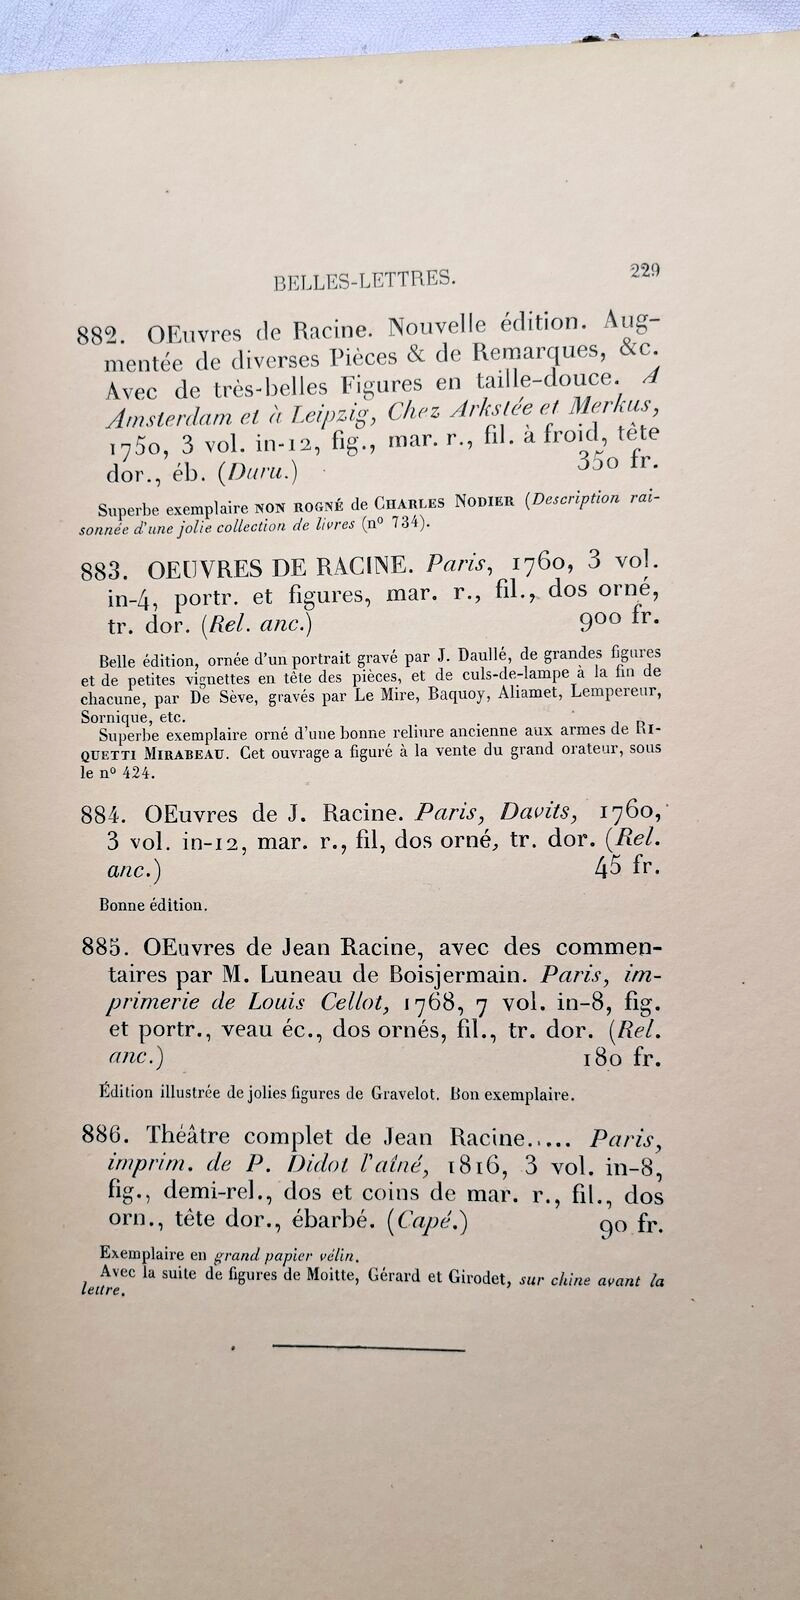 BELLES-LETTRES.
229
882. OEuvres de Racine. Nouvelle édition. Aug-
mentée de diverses Pièces & de Remarques, &c.
Avec de très-belles Figures en taille-douce. A
Amsterdam et à Leipzig, Chez Arkstée et Merkus,
1750, 3 vol. in-12, fig., mar. r., fil. à froid, tête
dor., éb. (Duru.) 350 fr.
Superbe exemplaire NON ROGNÉ de CHARLES NODIER (Description rai-
sonnée d'une jolie collection de livres (nº 734).
883. OEUVRES DE RACINE. Paris, 1760, 3 vol.
in-4, portr. et figures, mar. r., fil., dos orné,
tr. dor. (Rel. anc.) 900 fr.
Belle édition, ornée d'un portrait gravé par J. Daullé, de grandes figures
et de petites vignettes en tête des pièces, et de culs-de-lampe à la fin de
chacune, par De Sève, gravés par Le Mire, Baquoy, Aliamet, Lempereur,
Sornique, etc.
Superbe exemplaire orné d'une bonne reliure ancienne aux armes de RI-
QUETTI MIRABEAU. Cet ouvrage a figuré à la vente du grand orateur, sous
le nº 424.
884. OEuvres de J. Racine. Paris, Davits, 1760,
3 vol. in-12, mar. r., fil, dos orné, tr. dor. (Rel.
anc.) 45 fr.
Bonne édition.
885. OEuvres de Jean Racine, avec des commen-
taires par M. Luneau de Boisjermain. Paris, im-
primerie de Louis Cellot, 1768, 7 vol. in-8, fig.
et portr., veau éc., dos ornés, fil., tr. dor. (Rel.
anc.) 180 fr.
Édition illustrée de jolies figures de Gravelot. Bon exemplaire.
886. Théâtre complet de Jean Racine..... Paris,
imprim. de P. Didot l'aîné, 1816, 3 vol. in-8,
fig., demi-rel., dos et coins de mar. r., fil., dos
orn., tête dor., ébarbé. (Capé.) 90 fr.
Exemplaire en grand papier vélin.
Avec la suite de figures de Moitte, Gérard et Girodet, sur chine avant la
lettre.